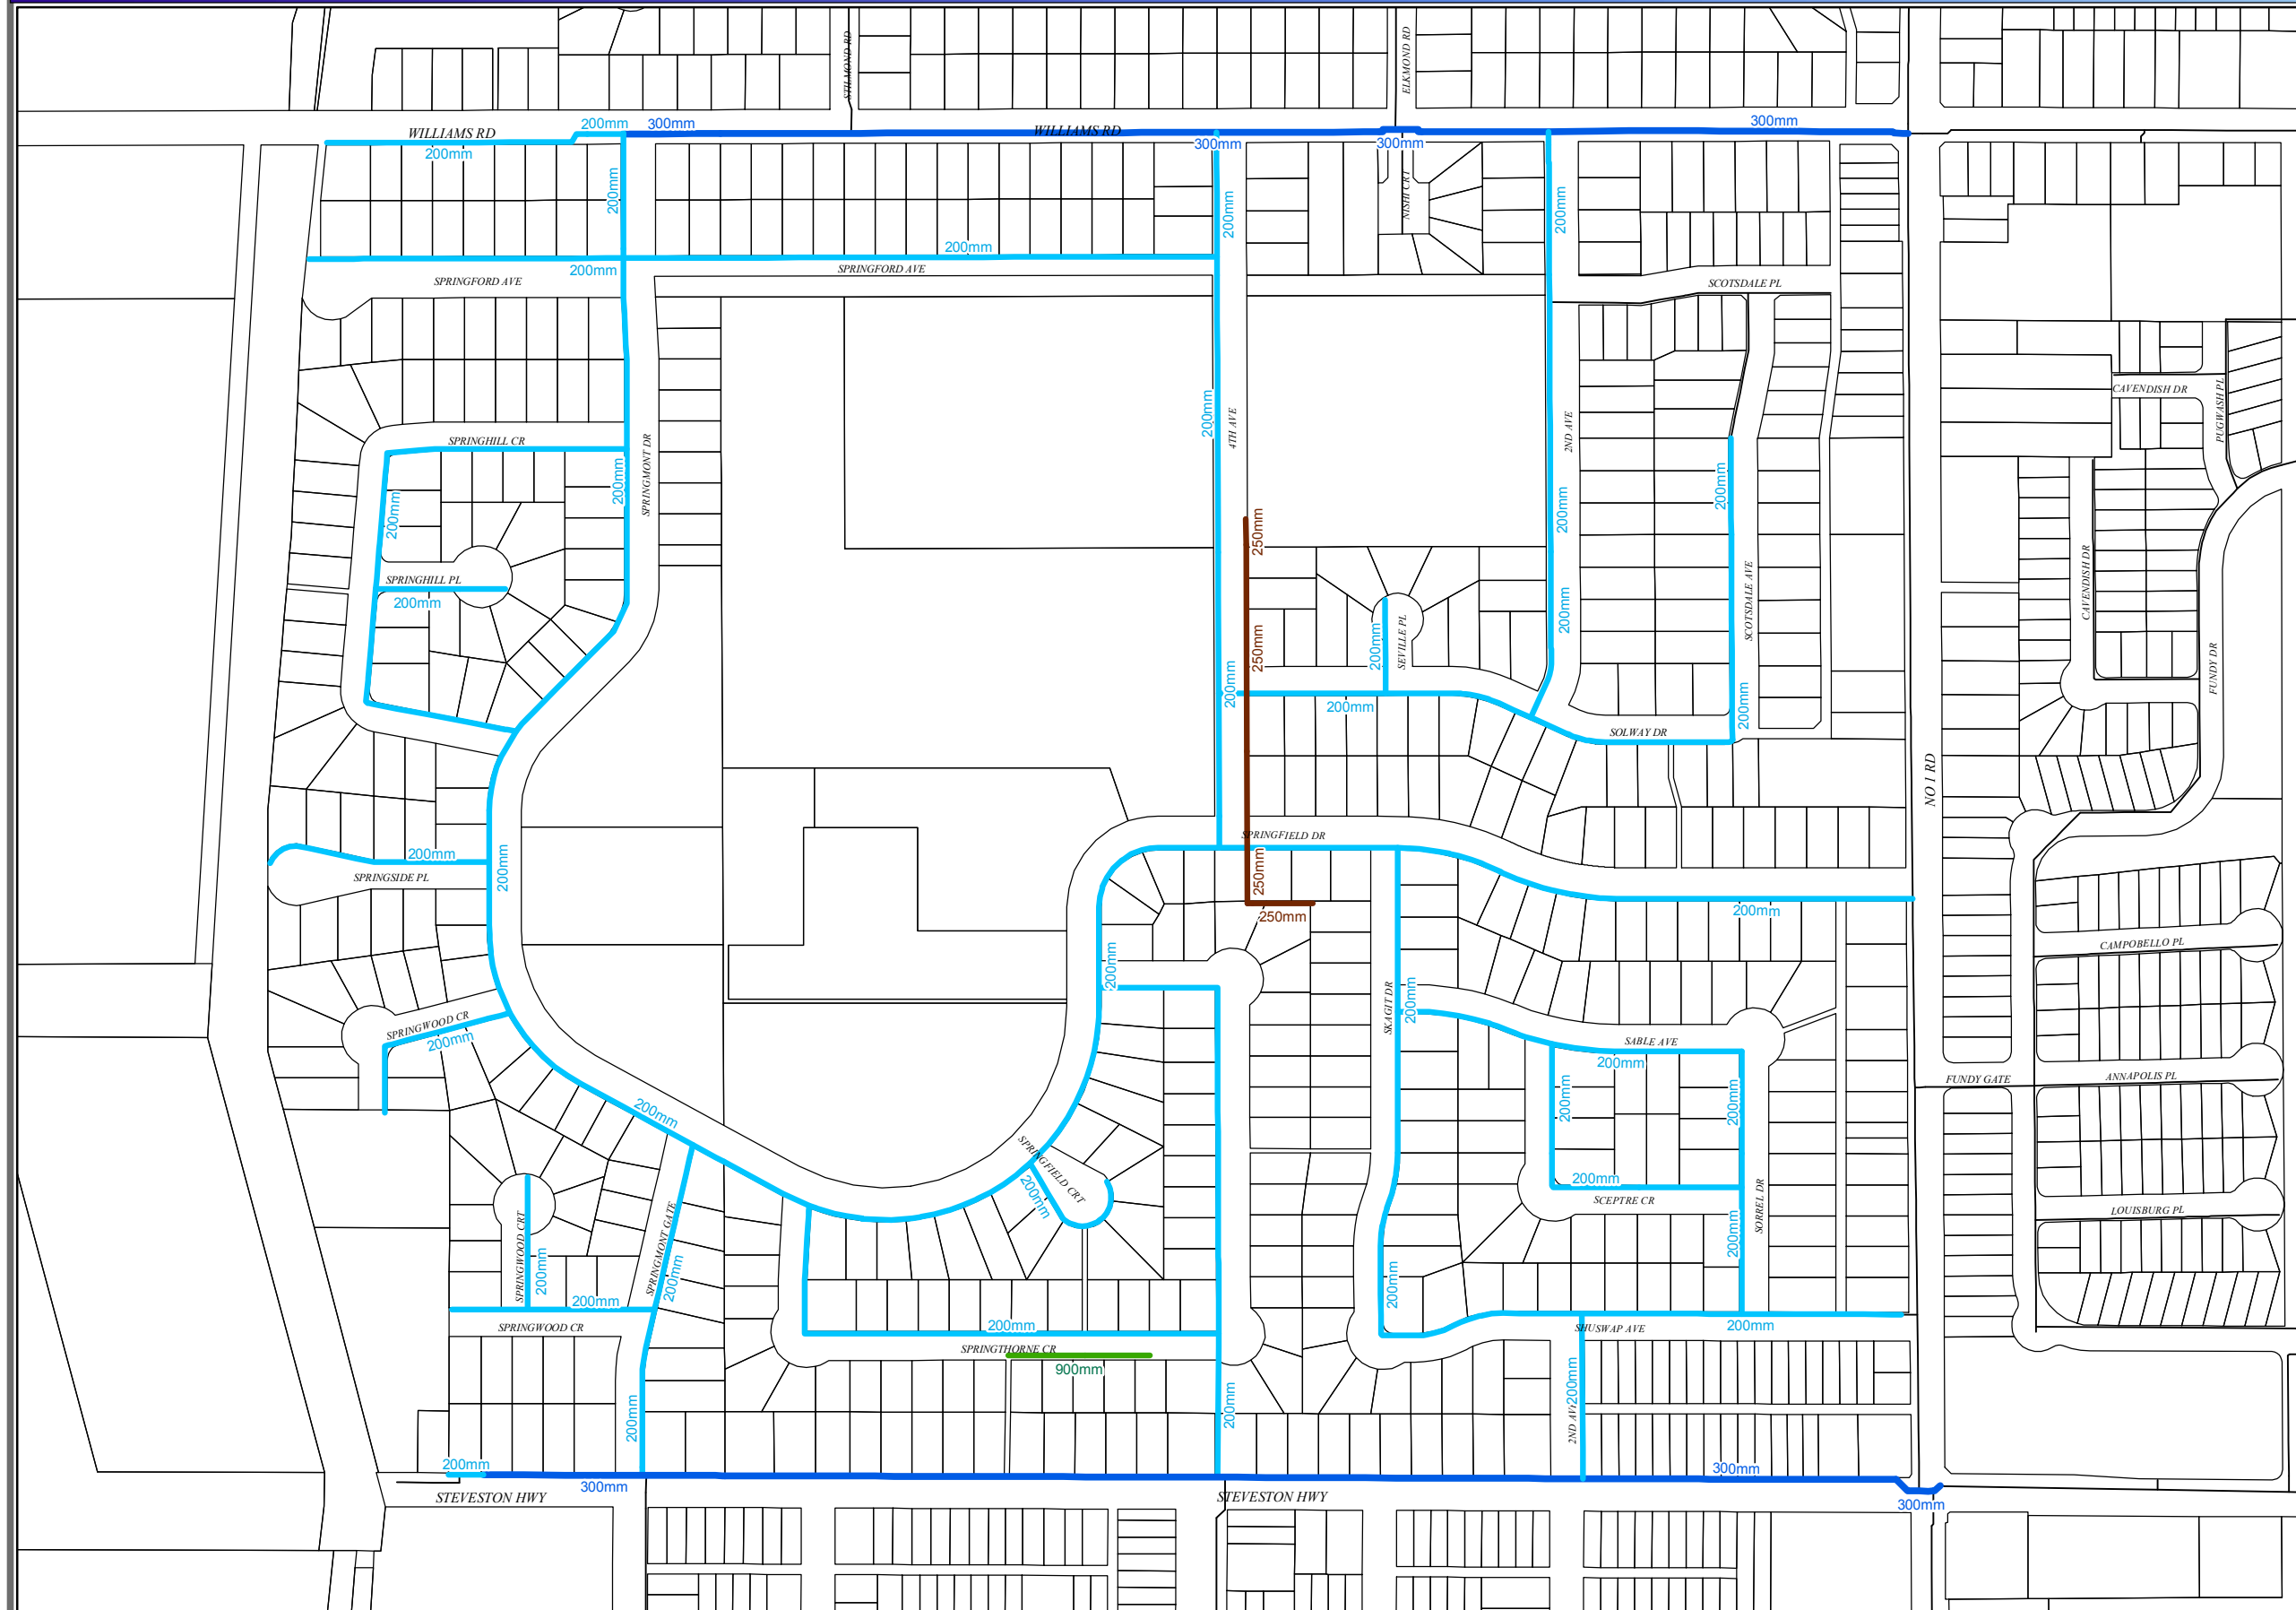 STILMOND RD
ELKMOND RD
WILLIAMS RD
200mm
300mm
WILLIAMS RD
300mm
200mm
300mm
300mm
200mm
200mm
NISHI CRT
200mm
200mm
200mm
SPRINGFORD AVE
SPRINGFORD AVE
SCOTSDALE PL
CAVENDISH DR
PUGWASH PL
200mm
4TH AVE
2ND AVE
SPRINGHILL CR
SPRINGMONT DR
200mm
200mm
200mm
200mm
250mm
SPRINGHILL PL
200mm
CAVENDISH DR
SCOTSDALE AVE
200mm
250mm
200mm
SEVILLE PL
FUNDY DR
200mm
200mm
200mm
SOLWAY DR
NO 1 RD
SPRINGFIELD DR
200mm
SPRINGSIDE PL
200mm
250mm
250mm
200mm
CAMPOBELLO PL
200mm
SKAGIT DR
200mm
SPRINGWOOD CR
200mm
SABLE AVE
200mm
FUNDY GATE
ANNAPOLIS PL
200mm
200mm
200mm
SPRINGFIELD CRT
200mm
200mm
SCEPTRE CR
SORREL DR
LOUISBURG PL
200mm
SPRINGWOOD CRT
200mm
SPRINGMONT GATE
200mm
200mm
200mm
SPRINGWOOD CR
200mm
SHUSWAP AVE
200mm
SPRINGTHORNE CR
900mm
200mm
200mm
2ND AVE
200mm
200mm
300mm
300mm
STEVESTON HWY
STEVESTON HWY
300mm